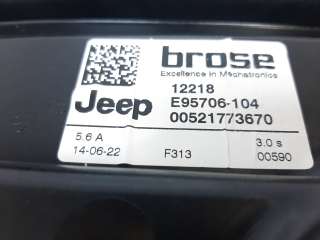 brose
Excellence in Mechatronics
Jeep
12218
E95706-104
00521773670
5.6 A
14-06-22
F313
3.0 s
00590